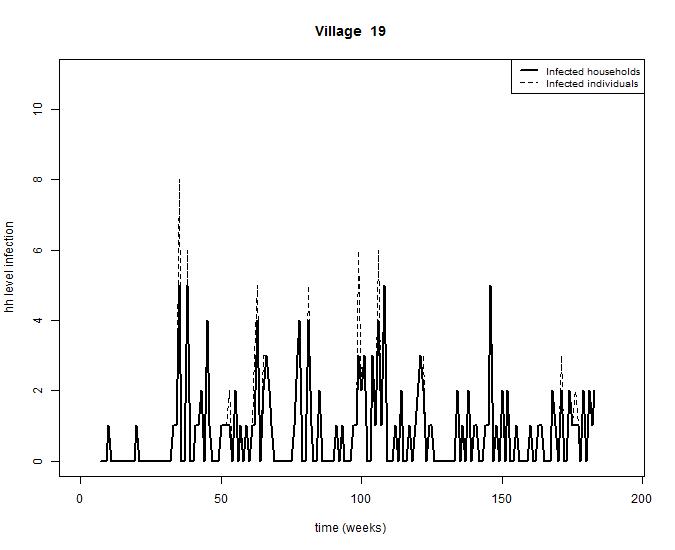 Village 19
Infected households
Infected individuals
10
8
6
4
2
0
hh level infection
0 50 100 150 200
time (weeks)